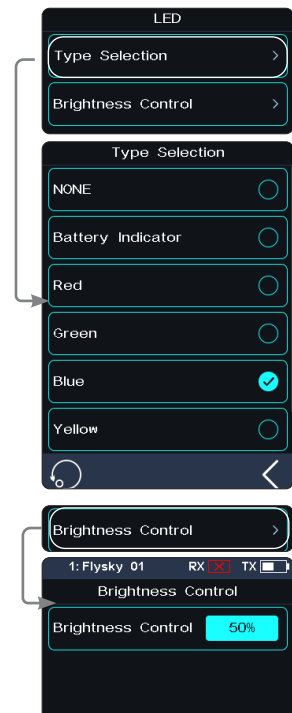 LED
Type Selection
Brightness Control
Type Selection
NONE
Battery Indicator
Red
Green
Blue
Yellow
Brightness Control
1: Flysky 01 RX TX
Brightness Control
Brightness Control 50%